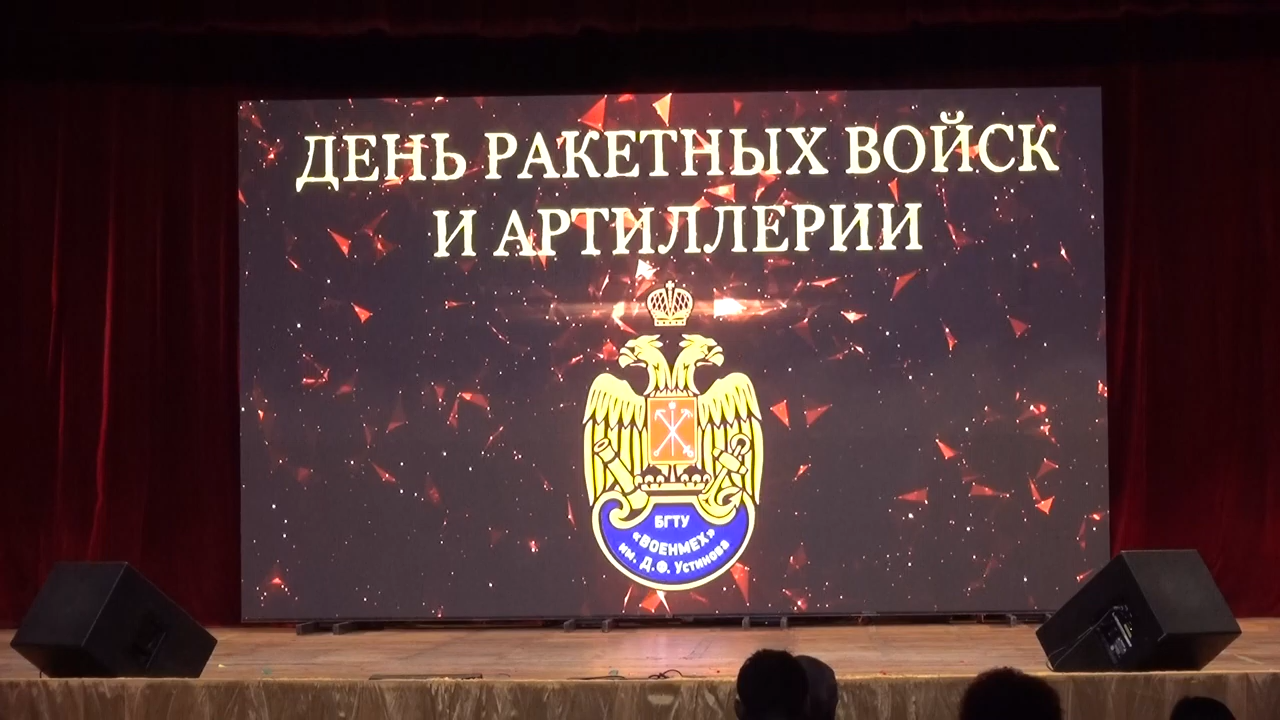 ДЕНЬ РАКЕТНЫХ ВОЙСК
И АРТИЛЛЕРИИ
БГТУ
«ВОЕНМЕХ»
им. Д.Ф. Устинова